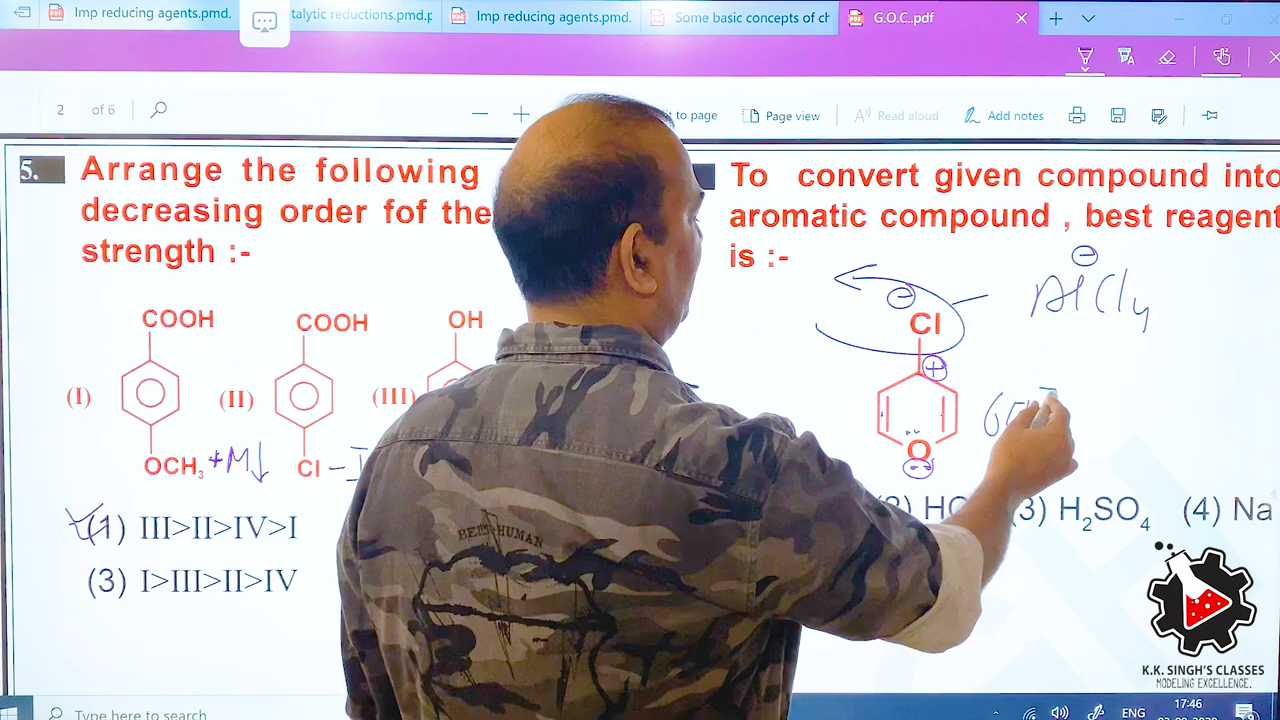 Imp reducing agents.pmd.
talytic reductions.pmd.p
Imp reducing agents.pmd.
Some basic concepts of ch
G.O.C..pdf
2 of 6
t to page
Page view
Read aloud
Add notes
5. Arrange the following
decreasing order fof the
strength :-
COOH
COOH
OH
(I)
(II)
(III)
OCH3 +M↓
Cl -I
(1) III>II>IV>I
(3) I>III>II>IV
To convert given compound into
aromatic compound , best reagent
is :-
AlCl4
⊖
Cl
⊕
O
(2) HC
(3) H2SO4
(4) Na
BEEN HUMAN
K.K. SINGH'S CLASSES
MODELING EXCELLENCE.
Type here to search
ENG
17:46